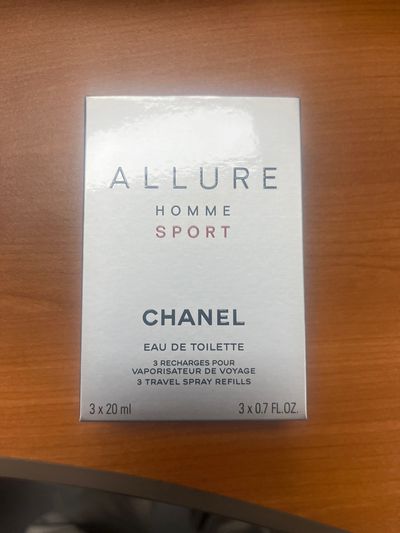 ALLURE
HOMME
SPORT
CHANEL
EAU DE TOILETTE
3 RECHARGES POUR
VAPORISATEUR DE VOYAGE
3 TRAVEL SPRAY REFILLS
3 x 20 ml 3 x 0.7 FL.OZ.